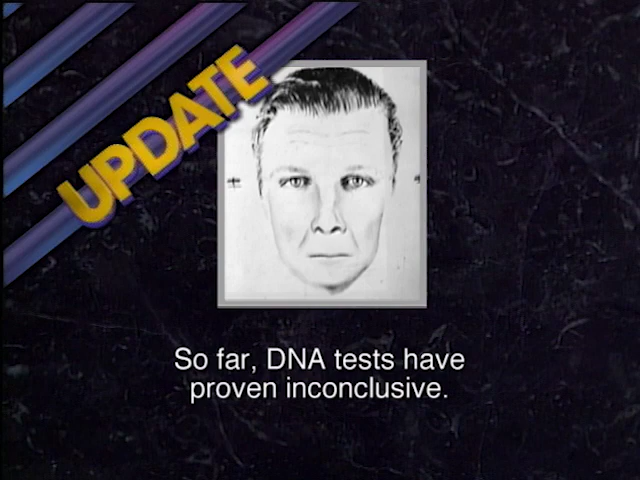 UPDATE
So far, DNA tests have
proven inconclusive.